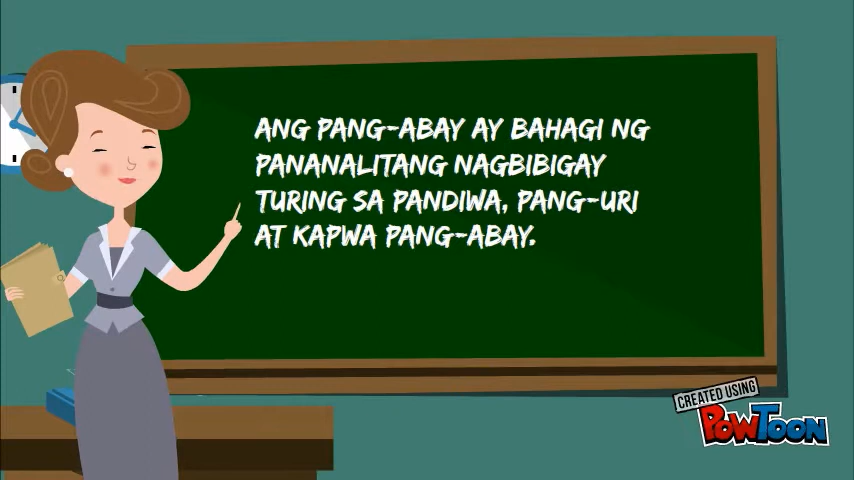 ANG PANG-ABAY AY BAHAGI NG
PANANALITANG NAGBIBIGAY
TURING SA PANDIWA, PANG-URI
AT KAPWA PANG-ABAY.
CREATED USING
POWTOON